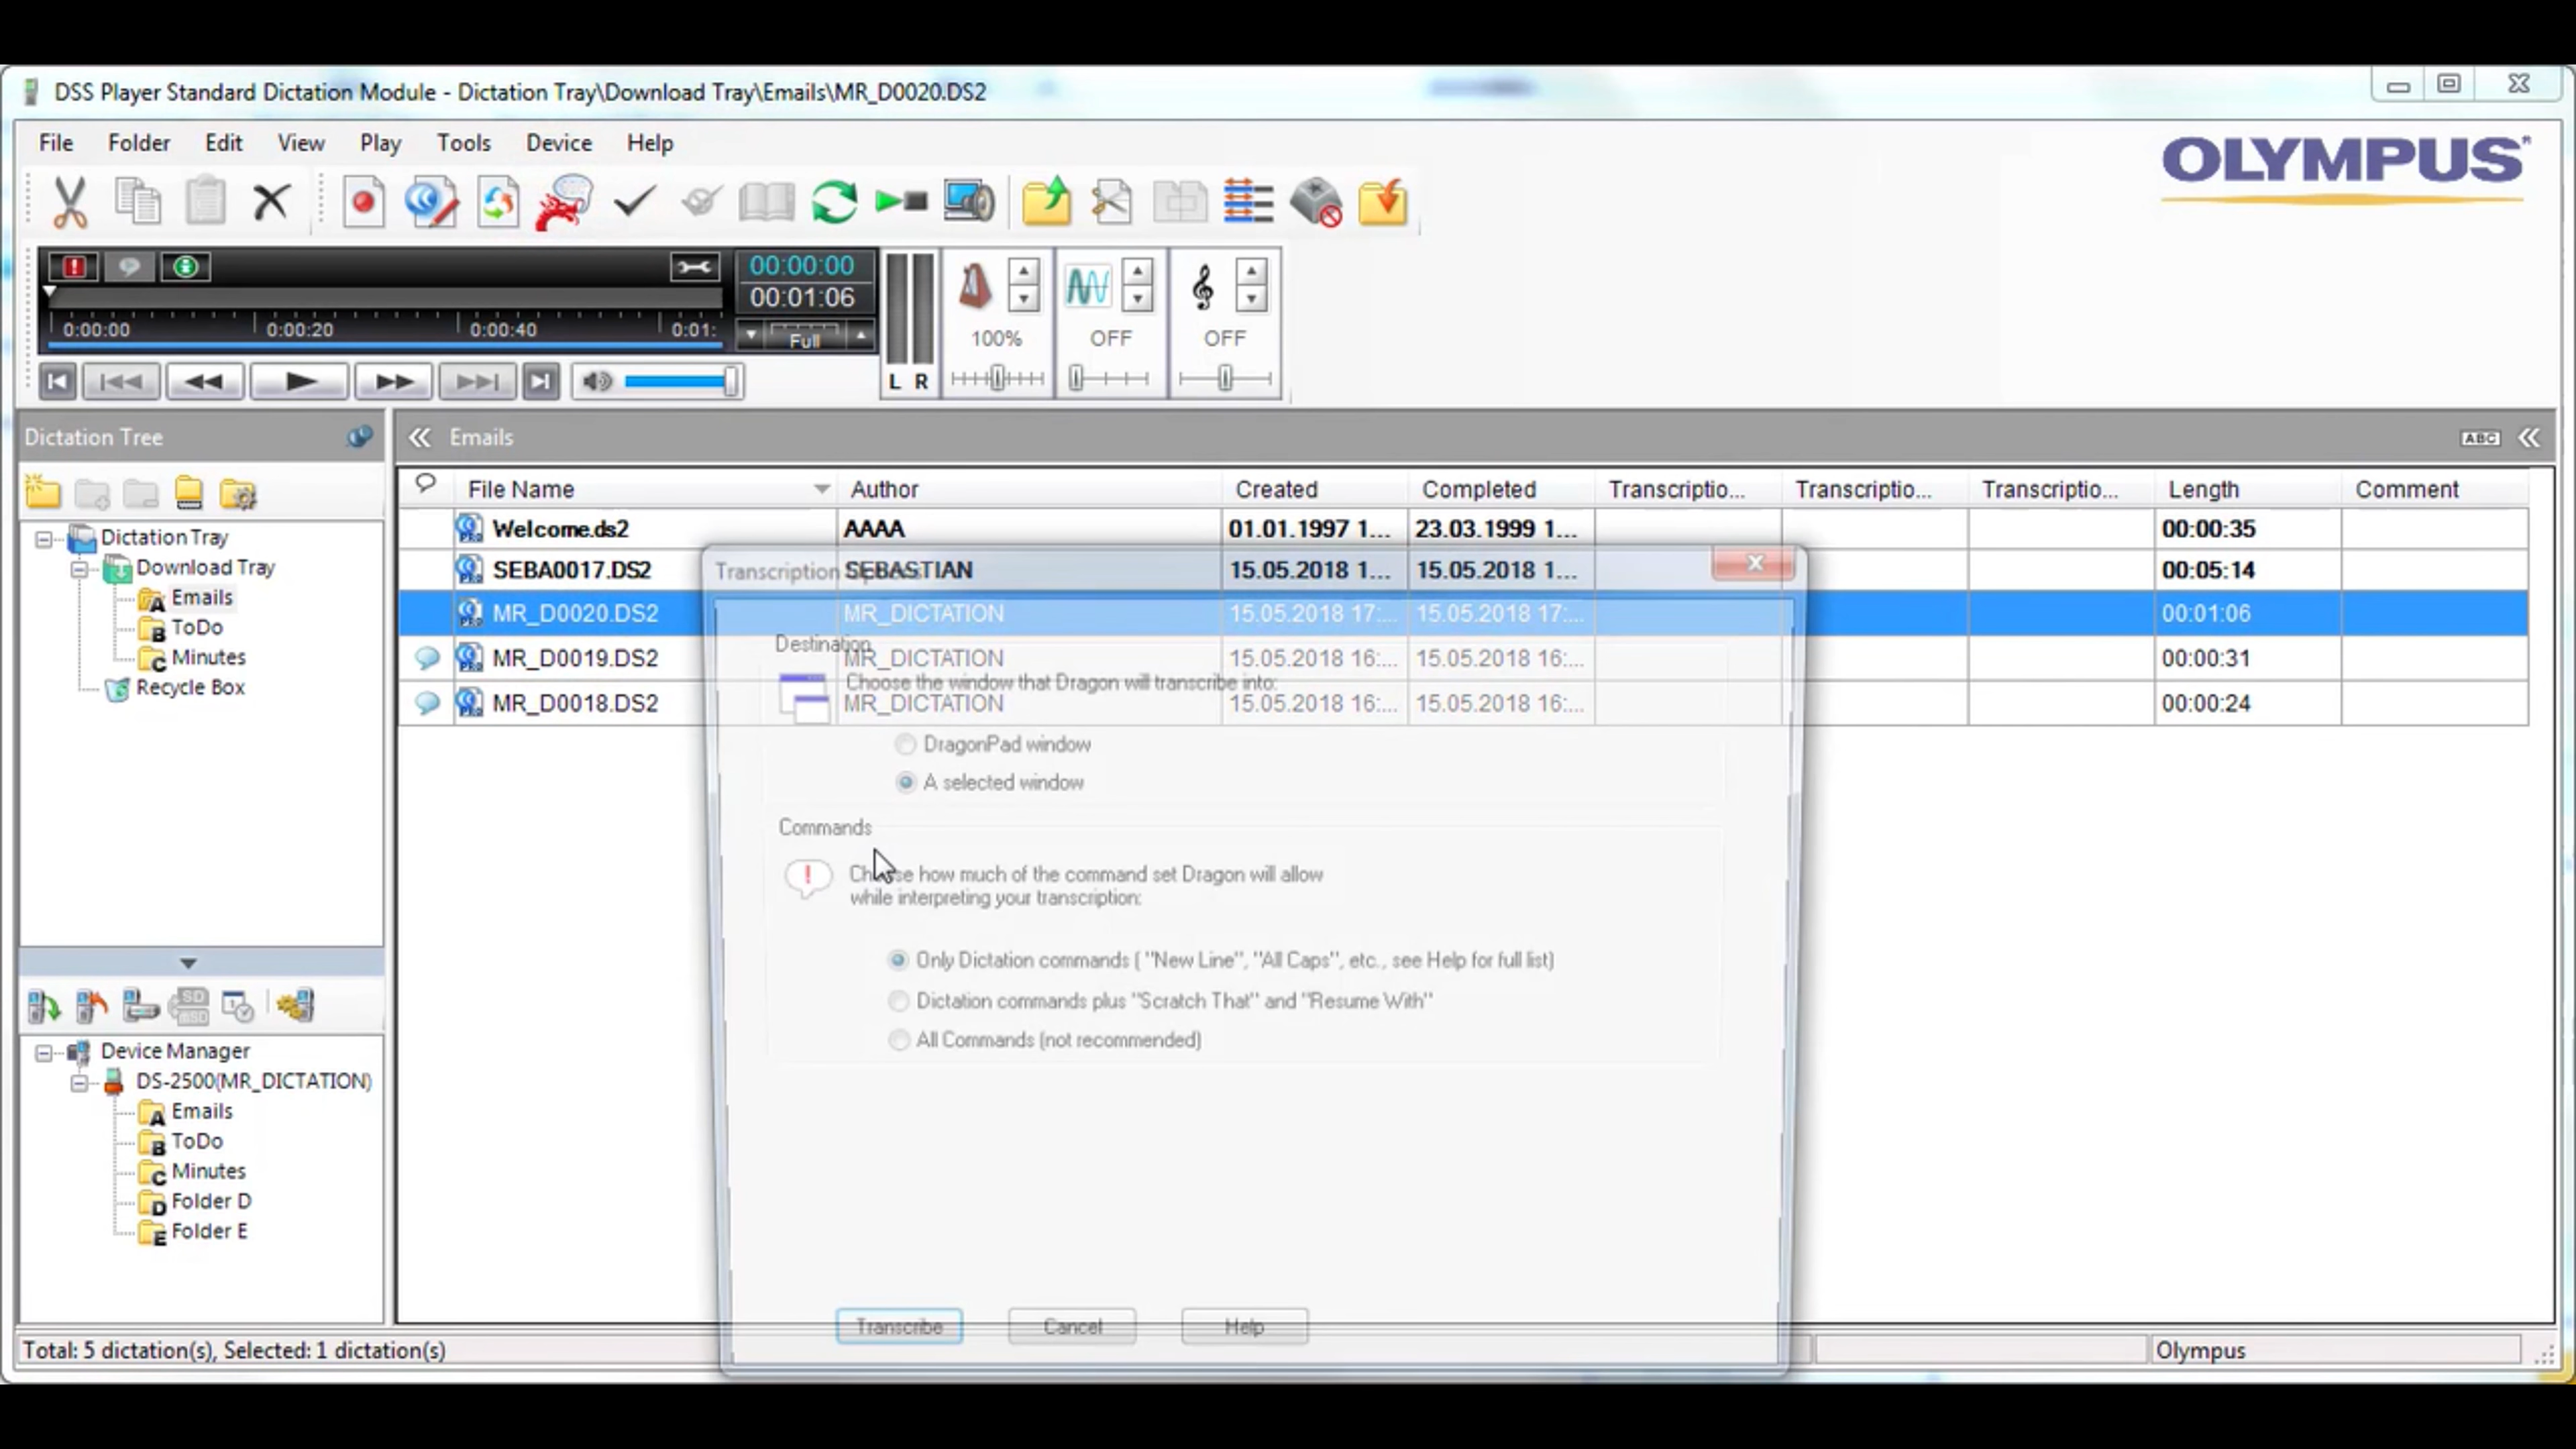 DSS Player Standard Dictation Module - Dictation Tray\Download Tray\Emails\MR_D0020.DS2
File Folder Edit View Play Tools Device Help
OLYMPUS
00:00:00
00:01:06
0:00:00 0:00:20 0:00:40 0:01:
Full
L R
100% OFF OFF
Dictation Tree
Emails
ABC
File Name Author Created Completed Transcriptio... Transcriptio... Transcriptio... Length Comment
Welcome.ds2 AAAA 01.01.1997 1... 23.03.1999 1... 00:00:35
SEBA0017.DS2 SEBASTIAN 15.05.2018 1... 15.05.2018 1... 00:05:14
MR_D0020.DS2 MR_DICTATION 15.05.2018 17:... 15.05.2018 17:... 00:01:06
MR_D0019.DS2 MR_DICTATION 15.05.2018 16:... 15.05.2018 16:... 00:00:31
MR_D0018.DS2 MR_DICTATION 15.05.2018 16:... 15.05.2018 16:... 00:00:24
Dictation Tray
Download Tray
A Emails
B ToDo
C Minutes
Recycle Box
SD
mSD
Device Manager
DS-2500(MR_DICTATION)
A Emails
B ToDo
C Minutes
D Folder D
E Folder E
Transcription
Destination
Choose the window that Dragon will transcribe into:
DragonPad window
A selected window
Commands
Choose how much of the command set Dragon will allow
while interpreting your transcription:
Only Dictation commands ( "New Line", "All Caps", etc., see Help for full list)
Dictation commands plus "Scratch That" and "Resume With"
All Commands (not recommended)
Transcribe Cancel Help
Total: 5 dictation(s), Selected: 1 dictation(s)
Olympus